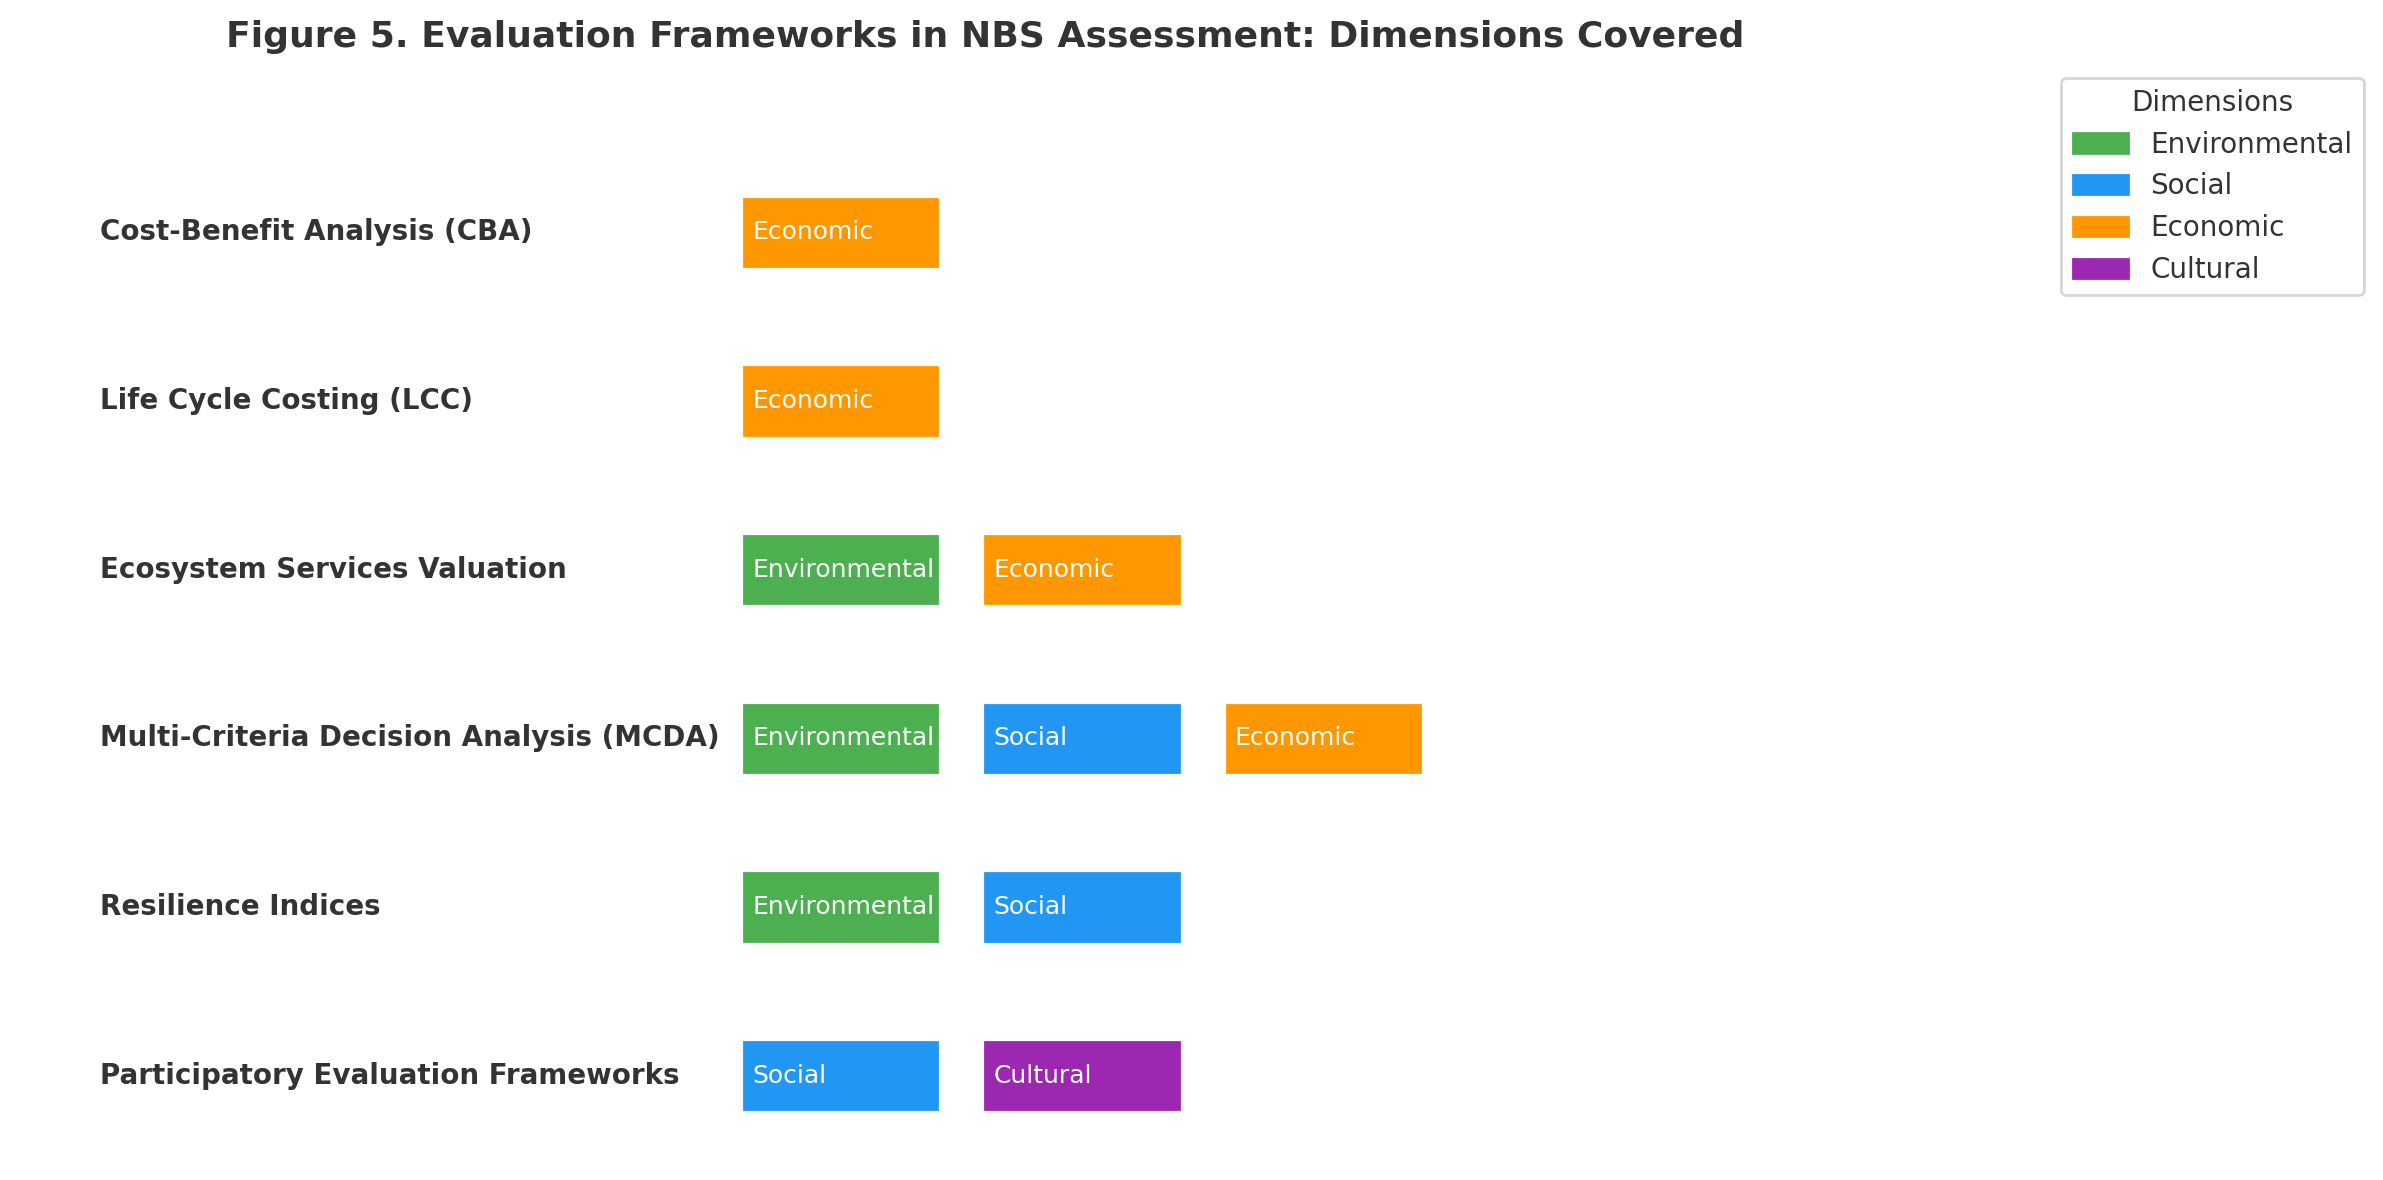 Figure 5. Evaluation Frameworks in NBS Assessment: Dimensions Covered
Dimensions
Environmental
Social
Economic
Cultural
Cost-Benefit Analysis (CBA)
Economic
Life Cycle Costing (LCC)
Economic
Ecosystem Services Valuation
Environmental
Economic
Multi-Criteria Decision Analysis (MCDA)
Environmental
Social
Economic
Resilience Indices
Environmental
Social
Participatory Evaluation Frameworks
Social
Cultural